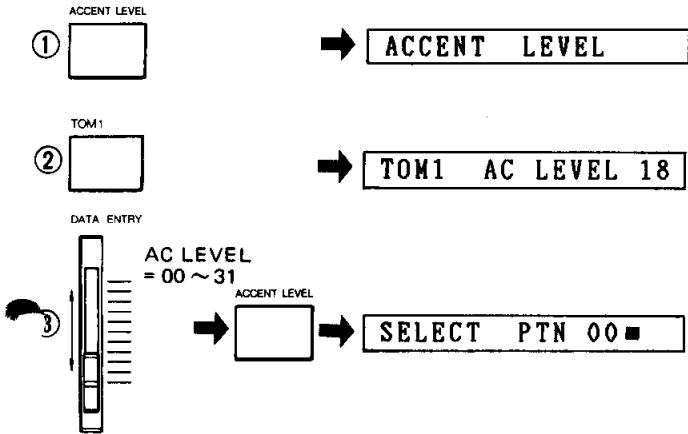 ACCENT LEVEL
① ACCENT LEVEL
TOM1
② TOM1 AC LEVEL 18
DATA ENTRY
AC LEVEL
= 00 ~ 31
ACCENT LEVEL
③ SELECT PTN 00■